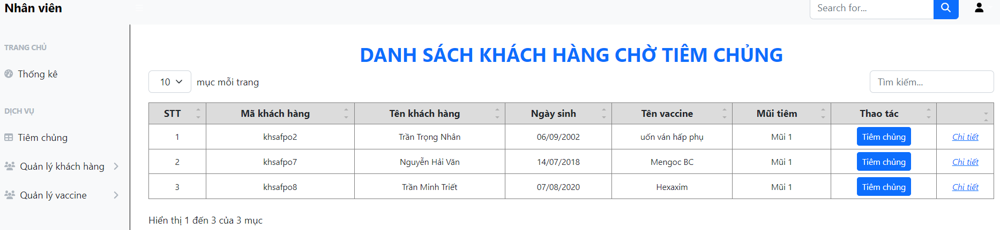 Nhân viên
Search for...
TRANG CHỦ
Thống kê
DỊCH VỤ
Tiêm chủng
Quản lý khách hàng
Quản lý vaccine
DANH SÁCH KHÁCH HÀNG CHỜ TIÊM CHỦNG
10 mục mỗi trang
Tìm kiếm...
STT Mã khách hàng Tên khách hàng Ngày sinh Tên vaccine Mũi tiêm Thao tác
1 khsafpo2 Trần Trọng Nhân 06/09/2002 uốn ván hấp phụ Mũi 1 Tiêm chủng Chi tiết
2 khsafpo7 Nguyễn Hải Văn 14/07/2018 Mengoc BC Mũi 1 Tiêm chủng Chi tiết
3 khsafpo8 Trần Minh Triết 07/08/2020 Hexaxim Mũi 1 Tiêm chủng Chi tiết
Hiển thị 1 đến 3 của 3 mục